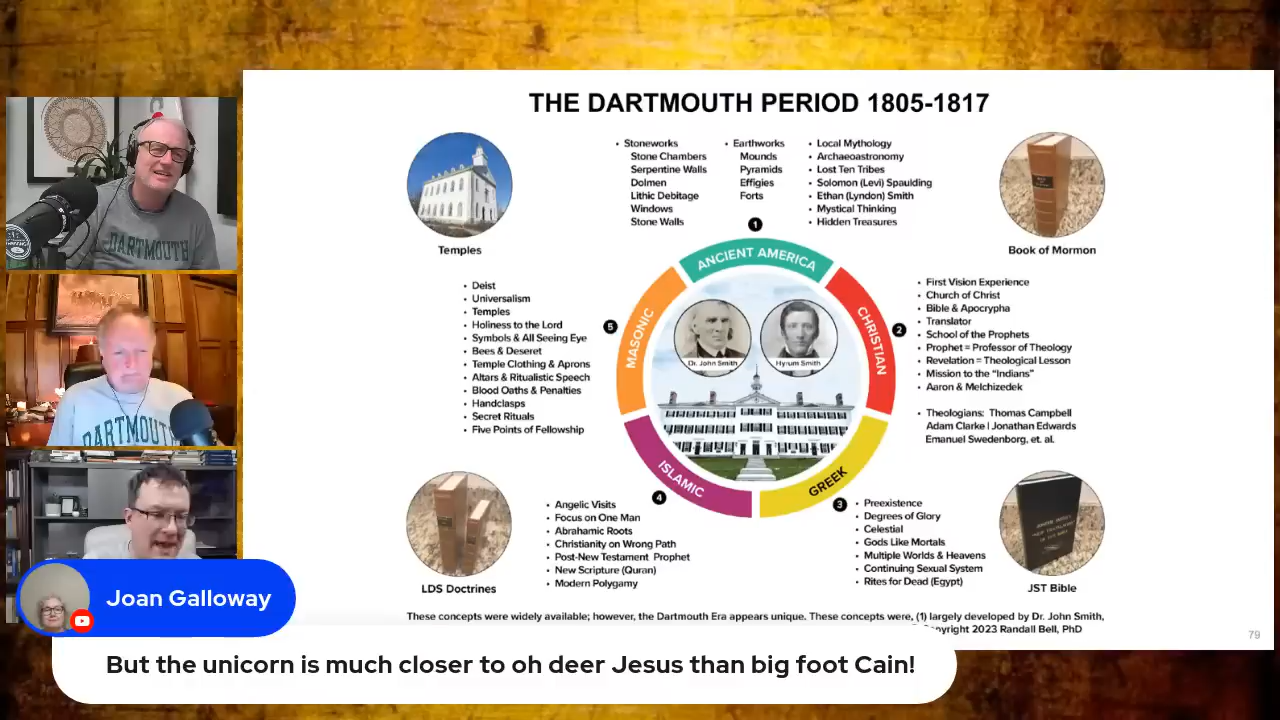 THE DARTMOUTH PERIOD 1805-1817
• Stoneworks
Stone Chambers
Serpentine Walls
Dolmen
Lithic Debitage
Windows
Stone Walls
• Earthworks
Mounds
Pyramids
Effigies
Forts
• Local Mythology
• Archaeoastronomy
• Lost Ten Tribes
• Solomon (Levi) Spaulding
• Ethan (Lyndon) Smith
• Mystical Thinking
• Hidden Treasures
Temples
Book of Mormon
1
ANCIENT AMERICA
2
CHRISTIAN
• First Vision Experience
• Church of Christ
• Bible & Apocrypha
• Translator
• School of the Prophets
• Prophet = Professor of Theology
• Revelation = Theological Lesson
• Mission to the "Indians"
• Aaron & Melchizedek
• Theologians: Thomas Campbell
Adam Clarke | Jonathan Edwards
Emanuel Swedenborg, et. al.
5
MASONIC
• Deist
• Universalism
• Temples
• Holiness to the Lord
• Symbols & All Seeing Eye
• Bees & Deseret
• Temple Clothing & Aprons
• Altars & Ritualistic Speech
• Blood Oaths & Penalties
• Handclasps
• Secret Rituals
• Five Points of Fellowship
Dr. John Smith
Hyrum Smith
ISLAMIC
4
• Angelic Visits
• Focus on One Man
• Abrahamic Roots
• Christianity on Wrong Path
• Post-New Testament Prophet
• New Scripture (Quran)
• Modern Polygamy
GREEK
3
• Preexistence
• Degrees of Glory
• Celestial
• Gods Like Mortals
• Multiple Worlds & Heavens
• Continuing Sexual System
• Rites for Dead (Egypt)
LDS Doctrines
JST Bible
These concepts were widely available; however, the Dartmouth Era appears unique. These concepts were, (1) largely developed by Dr. John Smith,
Copyright 2023 Randall Bell, PhD
79
DARTMOUTH
DARTMOUTH
Joan Galloway
But the unicorn is much closer to oh deer Jesus than big foot Cain!